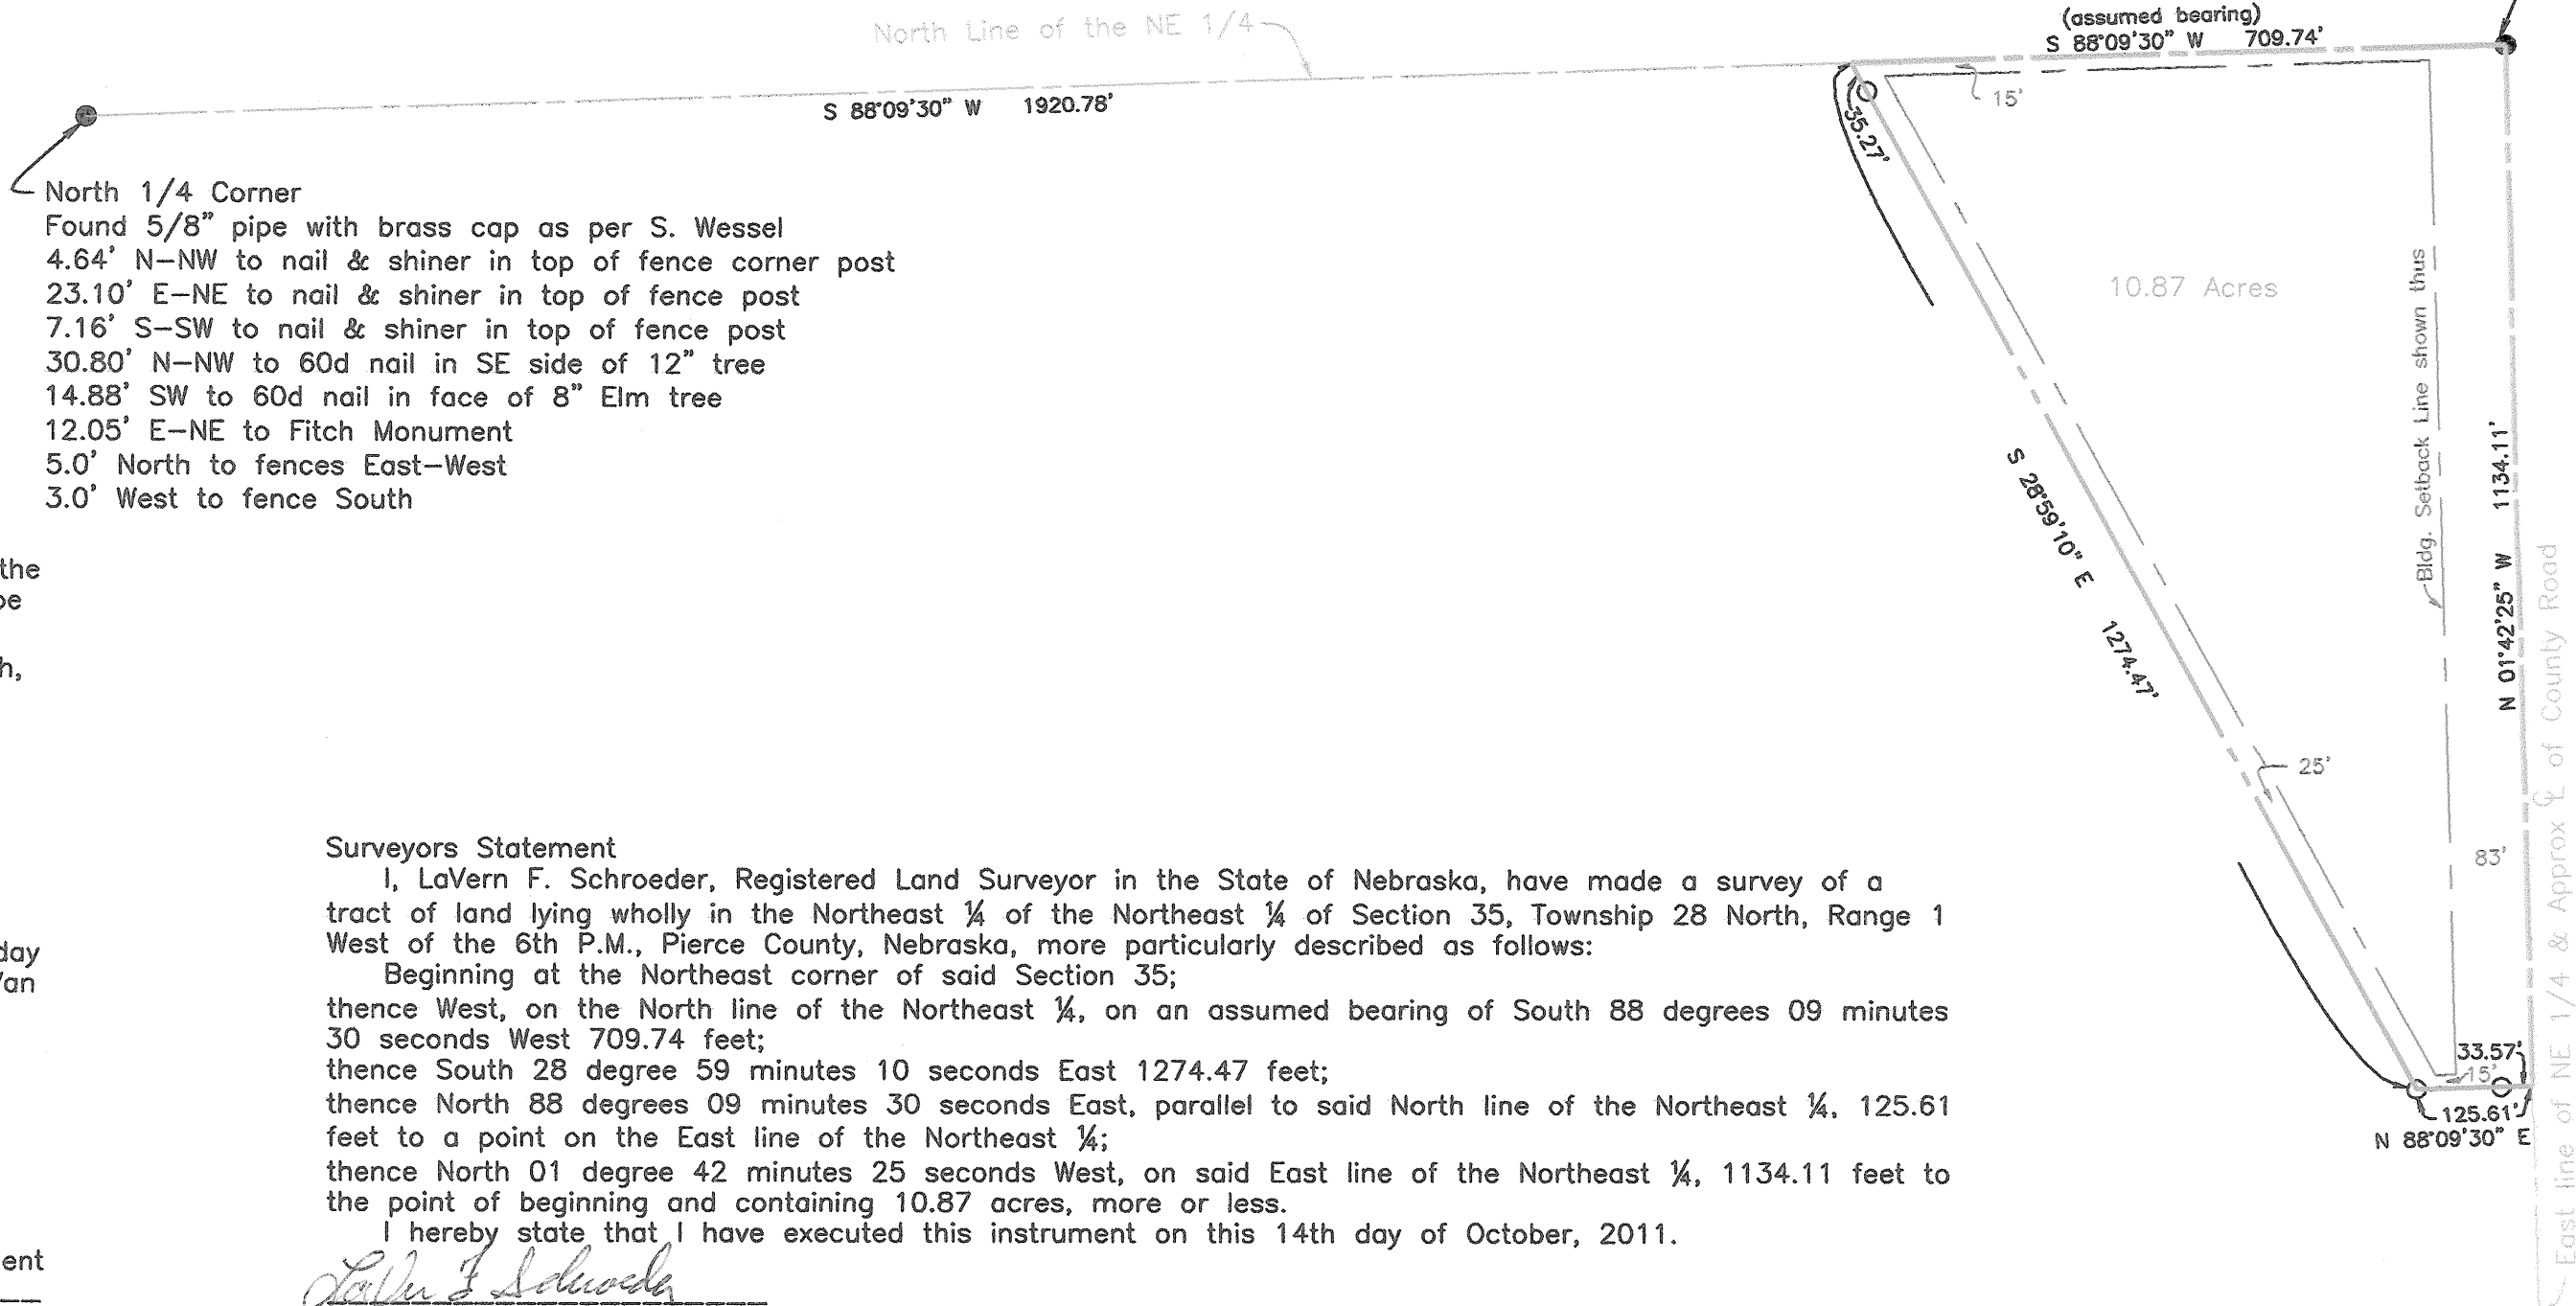 North Line of the NE 1/4
(assumed bearing)
S 88°09'30" W 709.74'
S 88°09'30" W 1920.78'
15'
35.27'
North 1/4 Corner
Found 5/8" pipe with brass cap as per S. Wessel
4.64' N-NW to nail & shiner in top of fence corner post
23.10' E-NE to nail & shiner in top of fence post
7.16' S-SW to nail & shiner in top of fence post
30.80' N-NW to 60d nail in SE side of 12" tree
14.88' SW to 60d nail in face of 8" Elm tree
12.05' E-NE to Fitch Monument
5.0' North to fences East-West
3.0' West to fence South
10.87 Acres
Bldg. Setback Line shown thus
N 01°42'25" W 1134.11'
S 28°59'10" E 1274.47'
25'
83'
East line of NE 1/4 & Approx ℄ of County Road
the
h,
day
ent
Surveyors Statement
I, LaVern F. Schroeder, Registered Land Surveyor in the State of Nebraska, have made a survey of a
tract of land lying wholly in the Northeast ¼ of the Northeast ¼ of Section 35, Township 28 North, Range 1
West of the 6th P.M., Pierce County, Nebraska, more particularly described as follows:
Beginning at the Northeast corner of said Section 35;
thence West, on the North line of the Northeast ¼, on an assumed bearing of South 88 degrees 09 minutes
30 seconds West 709.74 feet;
thence South 28 degree 59 minutes 10 seconds East 1274.47 feet;
thence North 88 degrees 09 minutes 30 seconds East, parallel to said North line of the Northeast ¼, 125.61
feet to a point on the East line of the Northeast ¼;
thence North 01 degree 42 minutes 25 seconds West, on said East line of the Northeast ¼, 1134.11 feet to
the point of beginning and containing 10.87 acres, more or less.
I hereby state that I have executed this instrument on this 14th day of October, 2011.
LaVern F Schroeder
33.57'
15'
125.61'
N 88°09'30" E